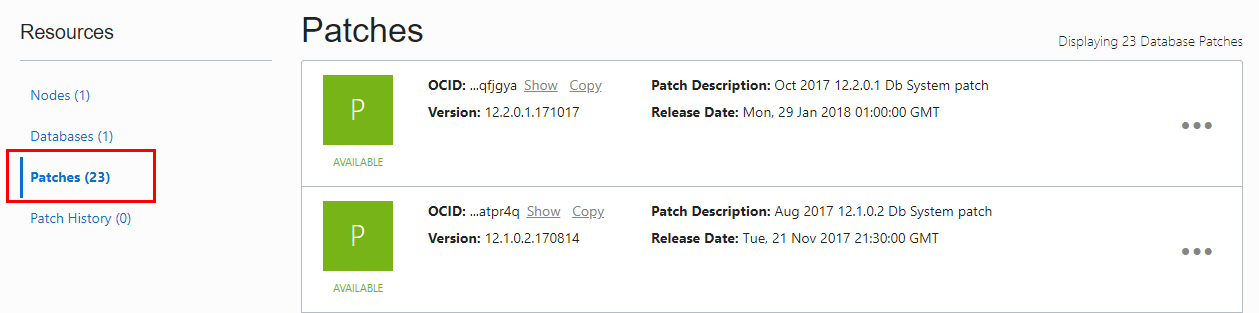 Resources
Nodes (1)
Databases (1)
Patches (23)
Patch History (0)
Patches
Displaying 23 Database Patches
P
AVAILABLE
OCID: ...qfjgya Show Copy
Version: 12.2.0.1.171017
Patch Description: Oct 2017 12.2.0.1 Db System patch
Release Date: Mon, 29 Jan 2018 01:00:00 GMT
P
AVAILABLE
OCID: ...atpr4q Show Copy
Version: 12.1.0.2.170814
Patch Description: Aug 2017 12.1.0.2 Db System patch
Release Date: Tue, 21 Nov 2017 21:30:00 GMT